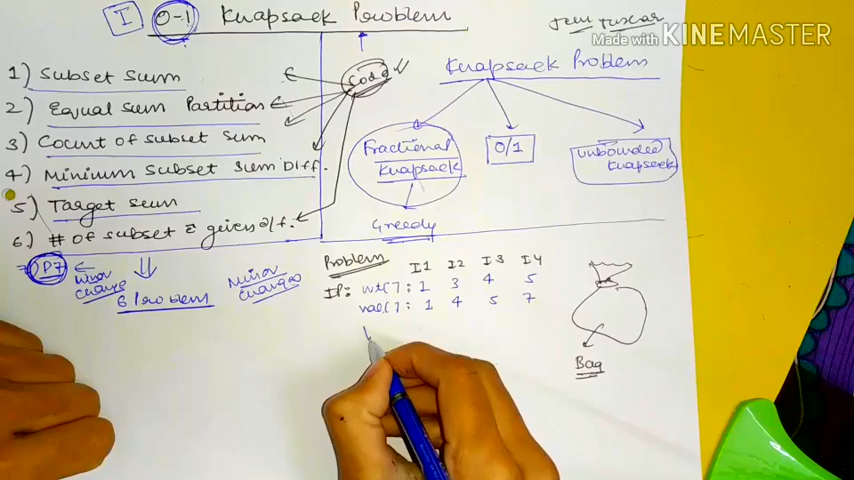 I 0-1 Knapsack Problem
Made with KINEMASTER
1) Subset sum
2) Equal sum Partition
3) Count of subset sum
4) Minimum subset sum Diff.
5) Target sum
6) # of subset & given diff.
7) P7
Minor change
6 Problem
Minor changes
Code
Knapsack Problem
Fractional Knapsack
0/1
unbounded knapsack
Greedy
Problem
I1 I2 I3 I4
I/P: wt[]: 1 3 4 5
val[]: 1 4 5 7
Bag